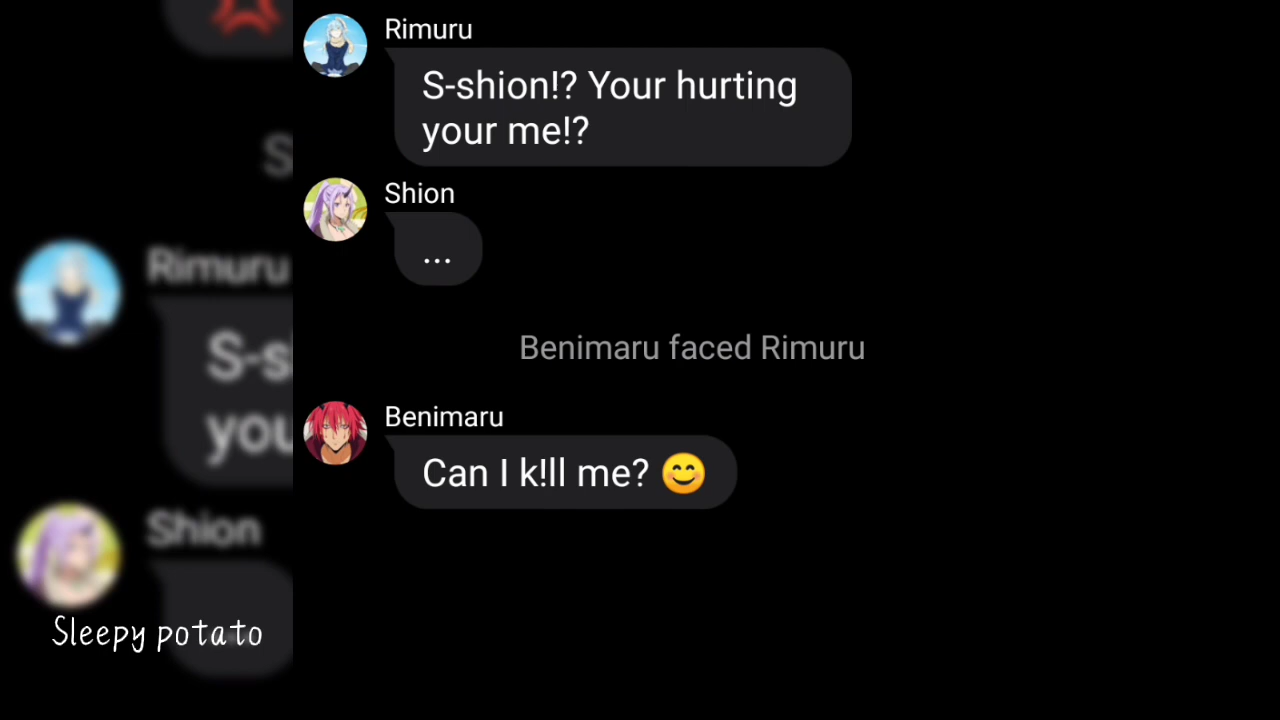 Rimuru
S-shion!? Your hurting
your me!?
Shion
...
Benimaru faced Rimuru
Benimaru
Can I k!ll me? 😊
S
Rimuru
S-s
you
Shion
Sleepy potato